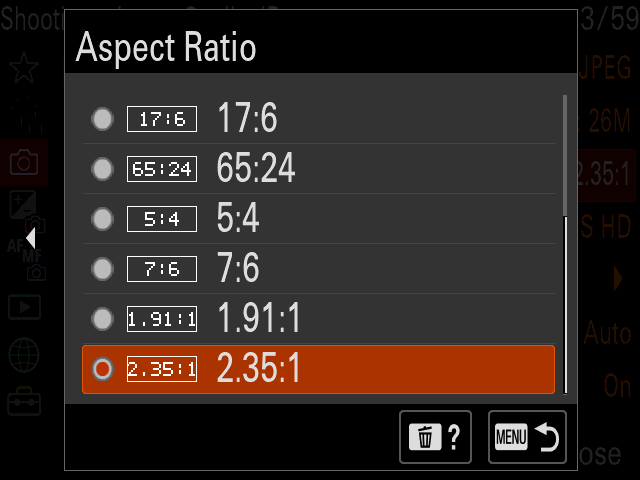 3/59
Aspect Ratio
JPEG
17:6 17:6
26M
65:24 65:24
2.35:1
5:4 5:4
S HD
AF
MF
7:6 7:6
1.91:1 1.91:1
Auto
2.35:1 2.35:1
On
?
MENU